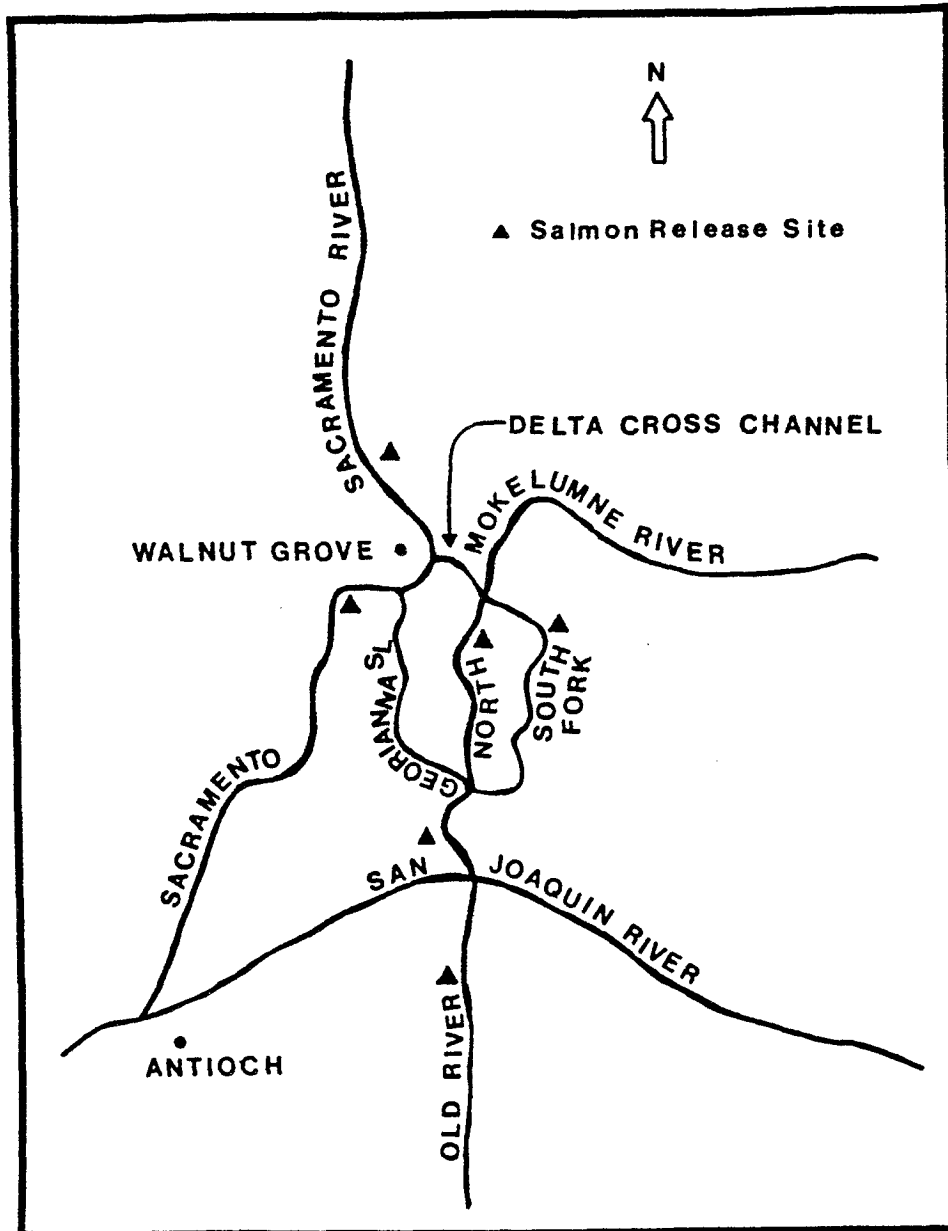 N
▲ Salmon Release Site
SACRAMENTO RIVER
DELTA CROSS CHANNEL
MOKELUMNE RIVER
WALNUT GROVE
GEORIANNA SL
NORTH
SOUTH
FORK
SACRAMENTO
SAN JOAQUIN RIVER
ANTIOCH
OLD RIVER